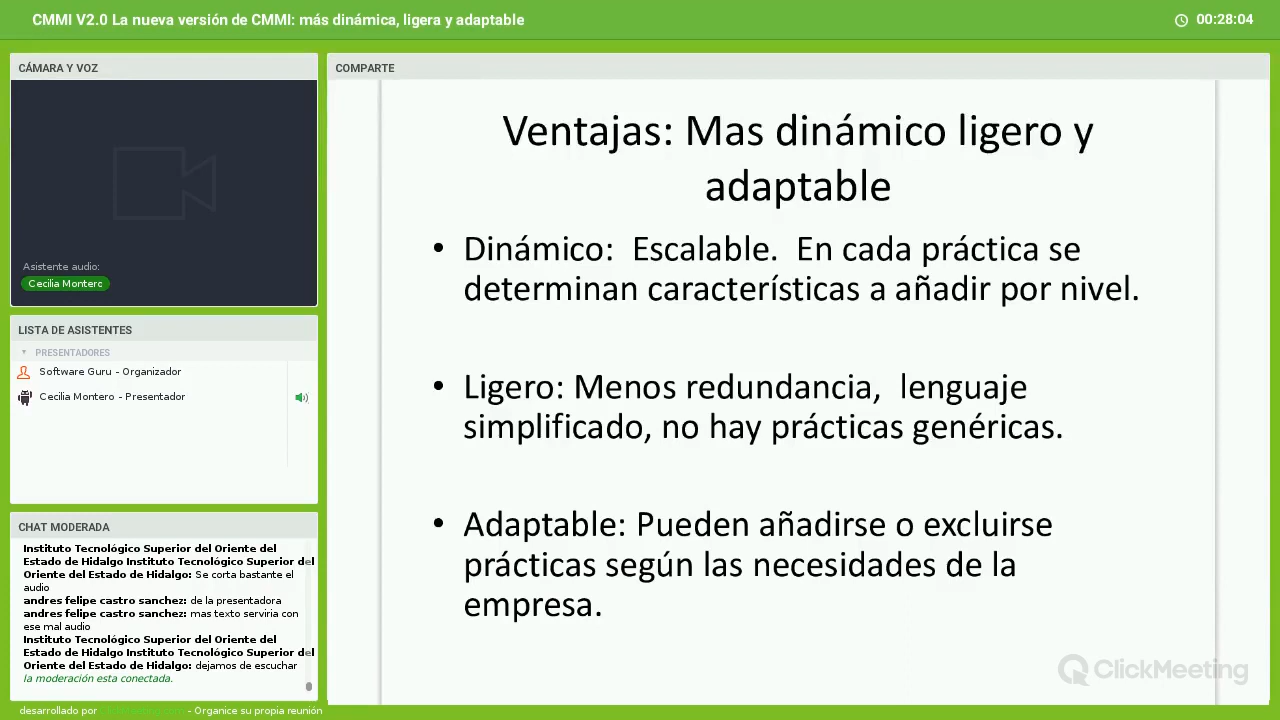 CMMI V2.0 La nueva versión de CMMI: más dinámica, ligera y adaptable
00:28:04
CÁMARA Y VOZ
Asistente audio:
Cecilia Montero
LISTA DE ASISTENTES
PRESENTADORES
Software Guru - Organizador
Cecilia Montero - Presentador
CHAT MODERADA
Instituto Tecnológico Superior del Oriente del
Estado de Hidalgo Instituto Tecnológico Superior del
Oriente del Estado de Hidalgo: Se corta bastante el
audio
andres felipe castro sanchez: de la presentadora
andres felipe castro sanchez: mas texto serviria con
ese mal audio
Instituto Tecnológico Superior del Oriente del
Estado de Hidalgo Instituto Tecnológico Superior del
Oriente del Estado de Hidalgo: dejamos de escuchar
la moderación esta conectada.
desarrollado por - Organice su propia reunión
COMPARTE
Ventajas: Mas dinámico ligero y
adaptable
• Dinámico: Escalable. En cada práctica se
determinan características a añadir por nivel.
• Ligero: Menos redundancia, lenguaje
simplificado, no hay prácticas genéricas.
• Adaptable: Pueden añadirse o excluirse
prácticas según las necesidades de la
empresa.
ClickMeeting